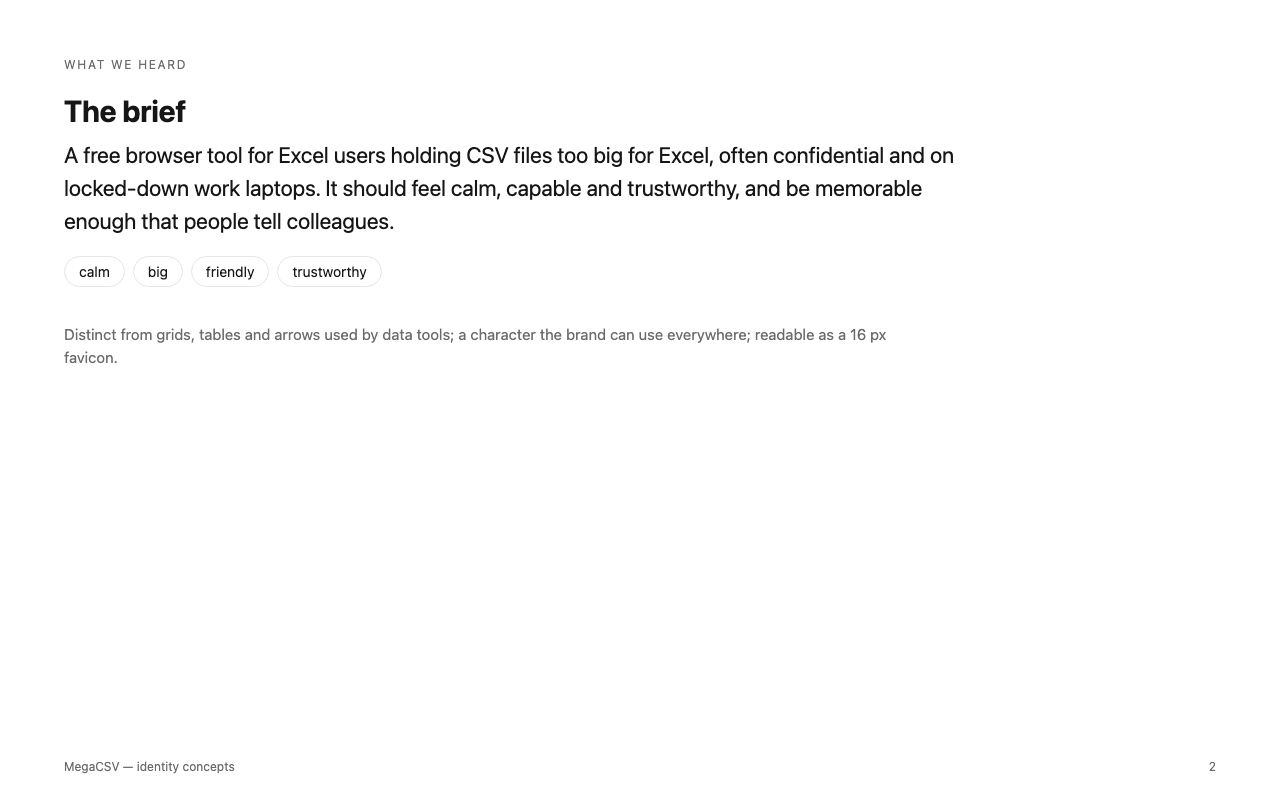 WHAT WE HEARD
The brief
A free browser tool for Excel users holding CSV files too big for Excel, often confidential and on
locked-down work laptops. It should feel calm, capable and trustworthy, and be memorable
enough that people tell colleagues.
calm big friendly trustworthy
Distinct from grids, tables and arrows used by data tools; a character the brand can use everywhere; readable as a 16 px
favicon.
MegaCSV — identity concepts 2